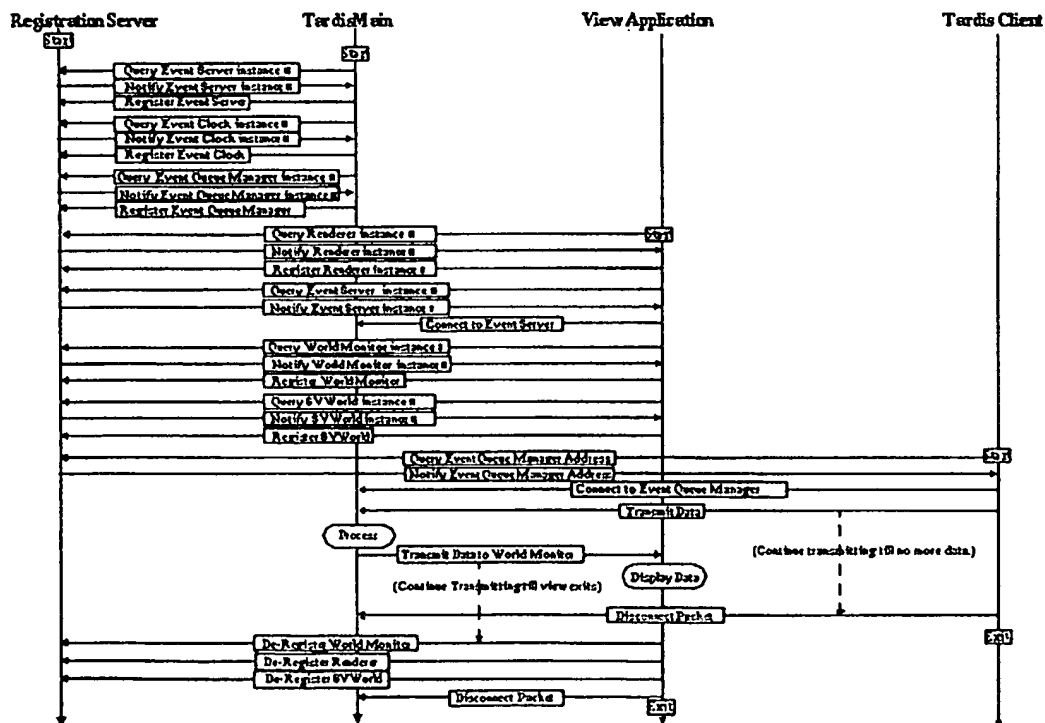 Registration Server TardisMain View Application Tardis Client
Start
Start
Query Event Server instance #
Notify Event Server instance #
Register Event Server
Query Event Clock instance #
Notify Event Clock instance #
Register Event Clock
Query Event Queue Manager Instance #
Notify Event Queue Manager Instance #
Register Event Queue Manager
Query Renderer instance # Start
Notify Renderer instance #
Register Renderer instance #
Query Event Server instance #
Notify Event Server instance #
Connect to Event Server
Query World Monitor instance #
Notify World Monitor instance #
Register World Monitor
Query SV World instance #
Notify SV World instance #
Register SV World
Query Event Queue Manager Address Start
Notify Event Queue Manager Address
Connect to Event Queue Manager
Transmit Data
Process
Transmit Data to World Monitor (Continue transmitting till no more data.)
Display Data
(Continue Transmitting till view exits)
Disconnect Packet
De-Register World Monitor Exit
De-Register Renderer
De-Register SV World
Disconnect Packet Exit